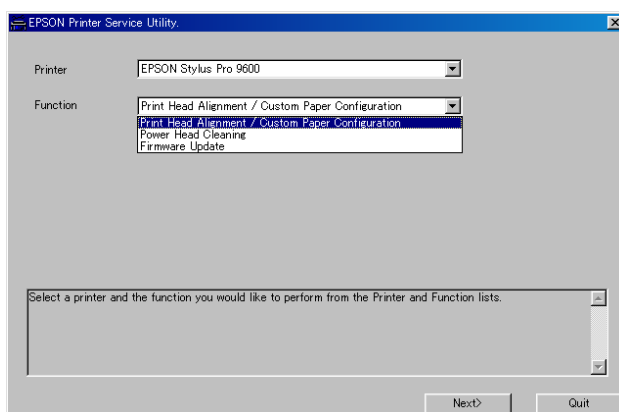 EPSON Printer Service Utility.
Printer EPSON Stylus Pro 9600
Function Print Head Alignment / Custom Paper Configuration
Print Head Alignment / Custom Paper Configuration
Power Head Cleaning
Firmware Update
Select a printer and the function you would like to perform from the Printer and Function lists.
Next> Quit